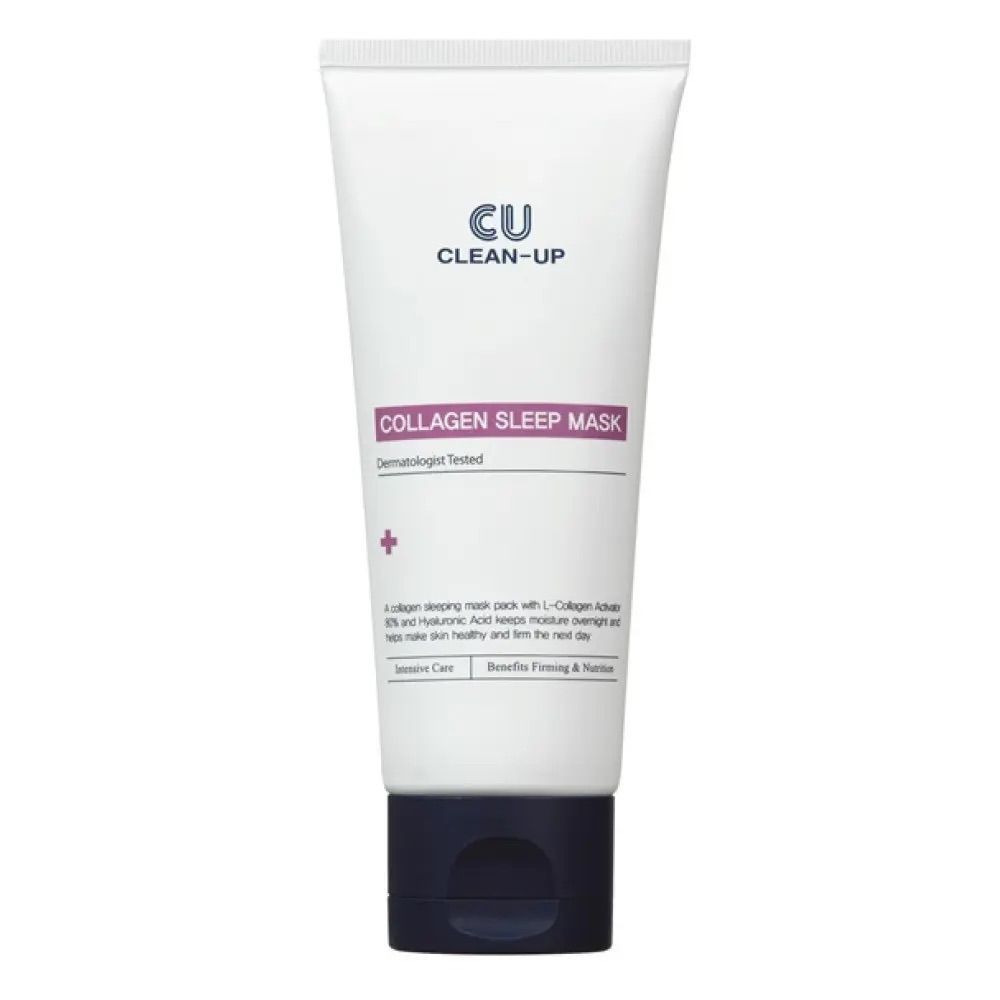 CU
CLEAN-UP
COLLAGEN SLEEP MASK
Dermatologist Tested
A collagen sleeping mask pack with L-Collagen Activator
80% and Hyaluronic Acid keeps moisture overnight and
helps make skin healthy and firm the next day
Intensive Care
Benefits Firming & Nutrition